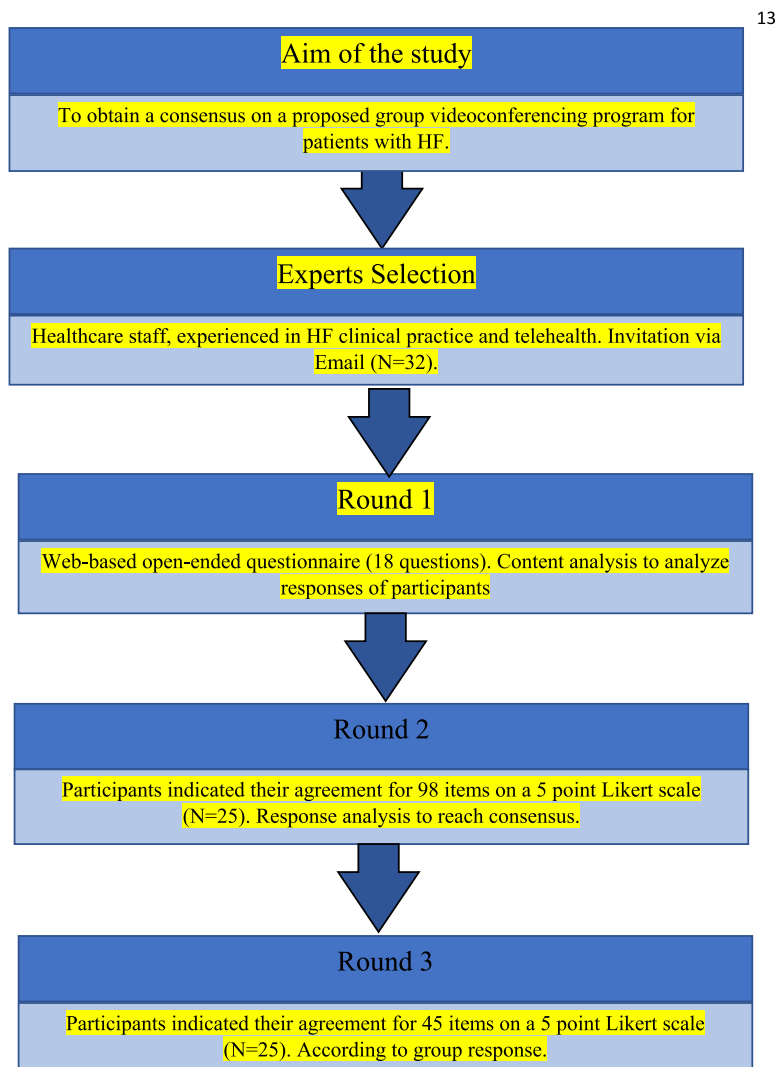 13
Aim of the study
To obtain a consensus on a proposed group videoconferencing program for
patients with HF.
Experts Selection
Healthcare staff, experienced in HF clinical practice and telehealth. Invitation via
Email (N=32).
Round 1
Web-based open-ended questionnaire (18 questions). Content analysis to analyze
responses of participants
Round 2
Participants indicated their agreement for 98 items on a 5 point Likert scale
(N=25). Response analysis to reach consensus.
Round 3
Participants indicated their agreement for 45 items on a 5 point Likert scale
(N=25). According to group response.